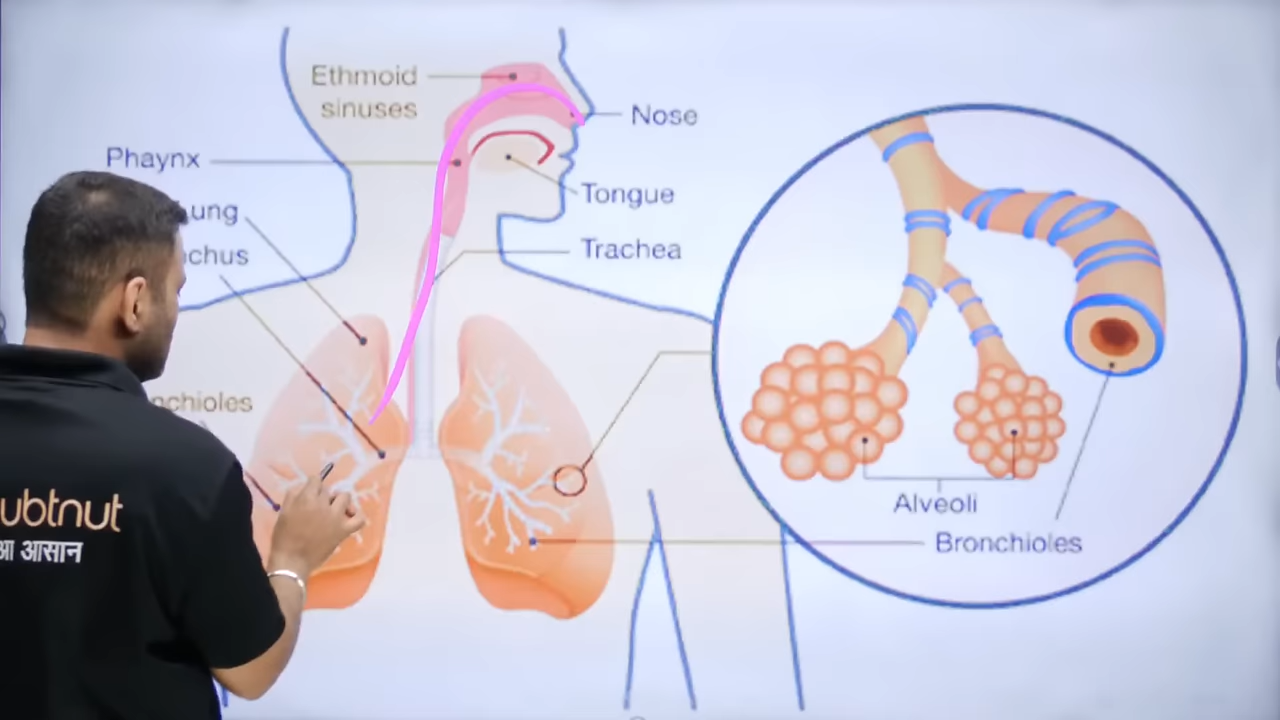 Ethmoid
sinuses
Nose
Phaynx
Tongue
ung
Trachea
chus
nchioles
Alveoli
Bronchioles
ubtnut
आ आसान